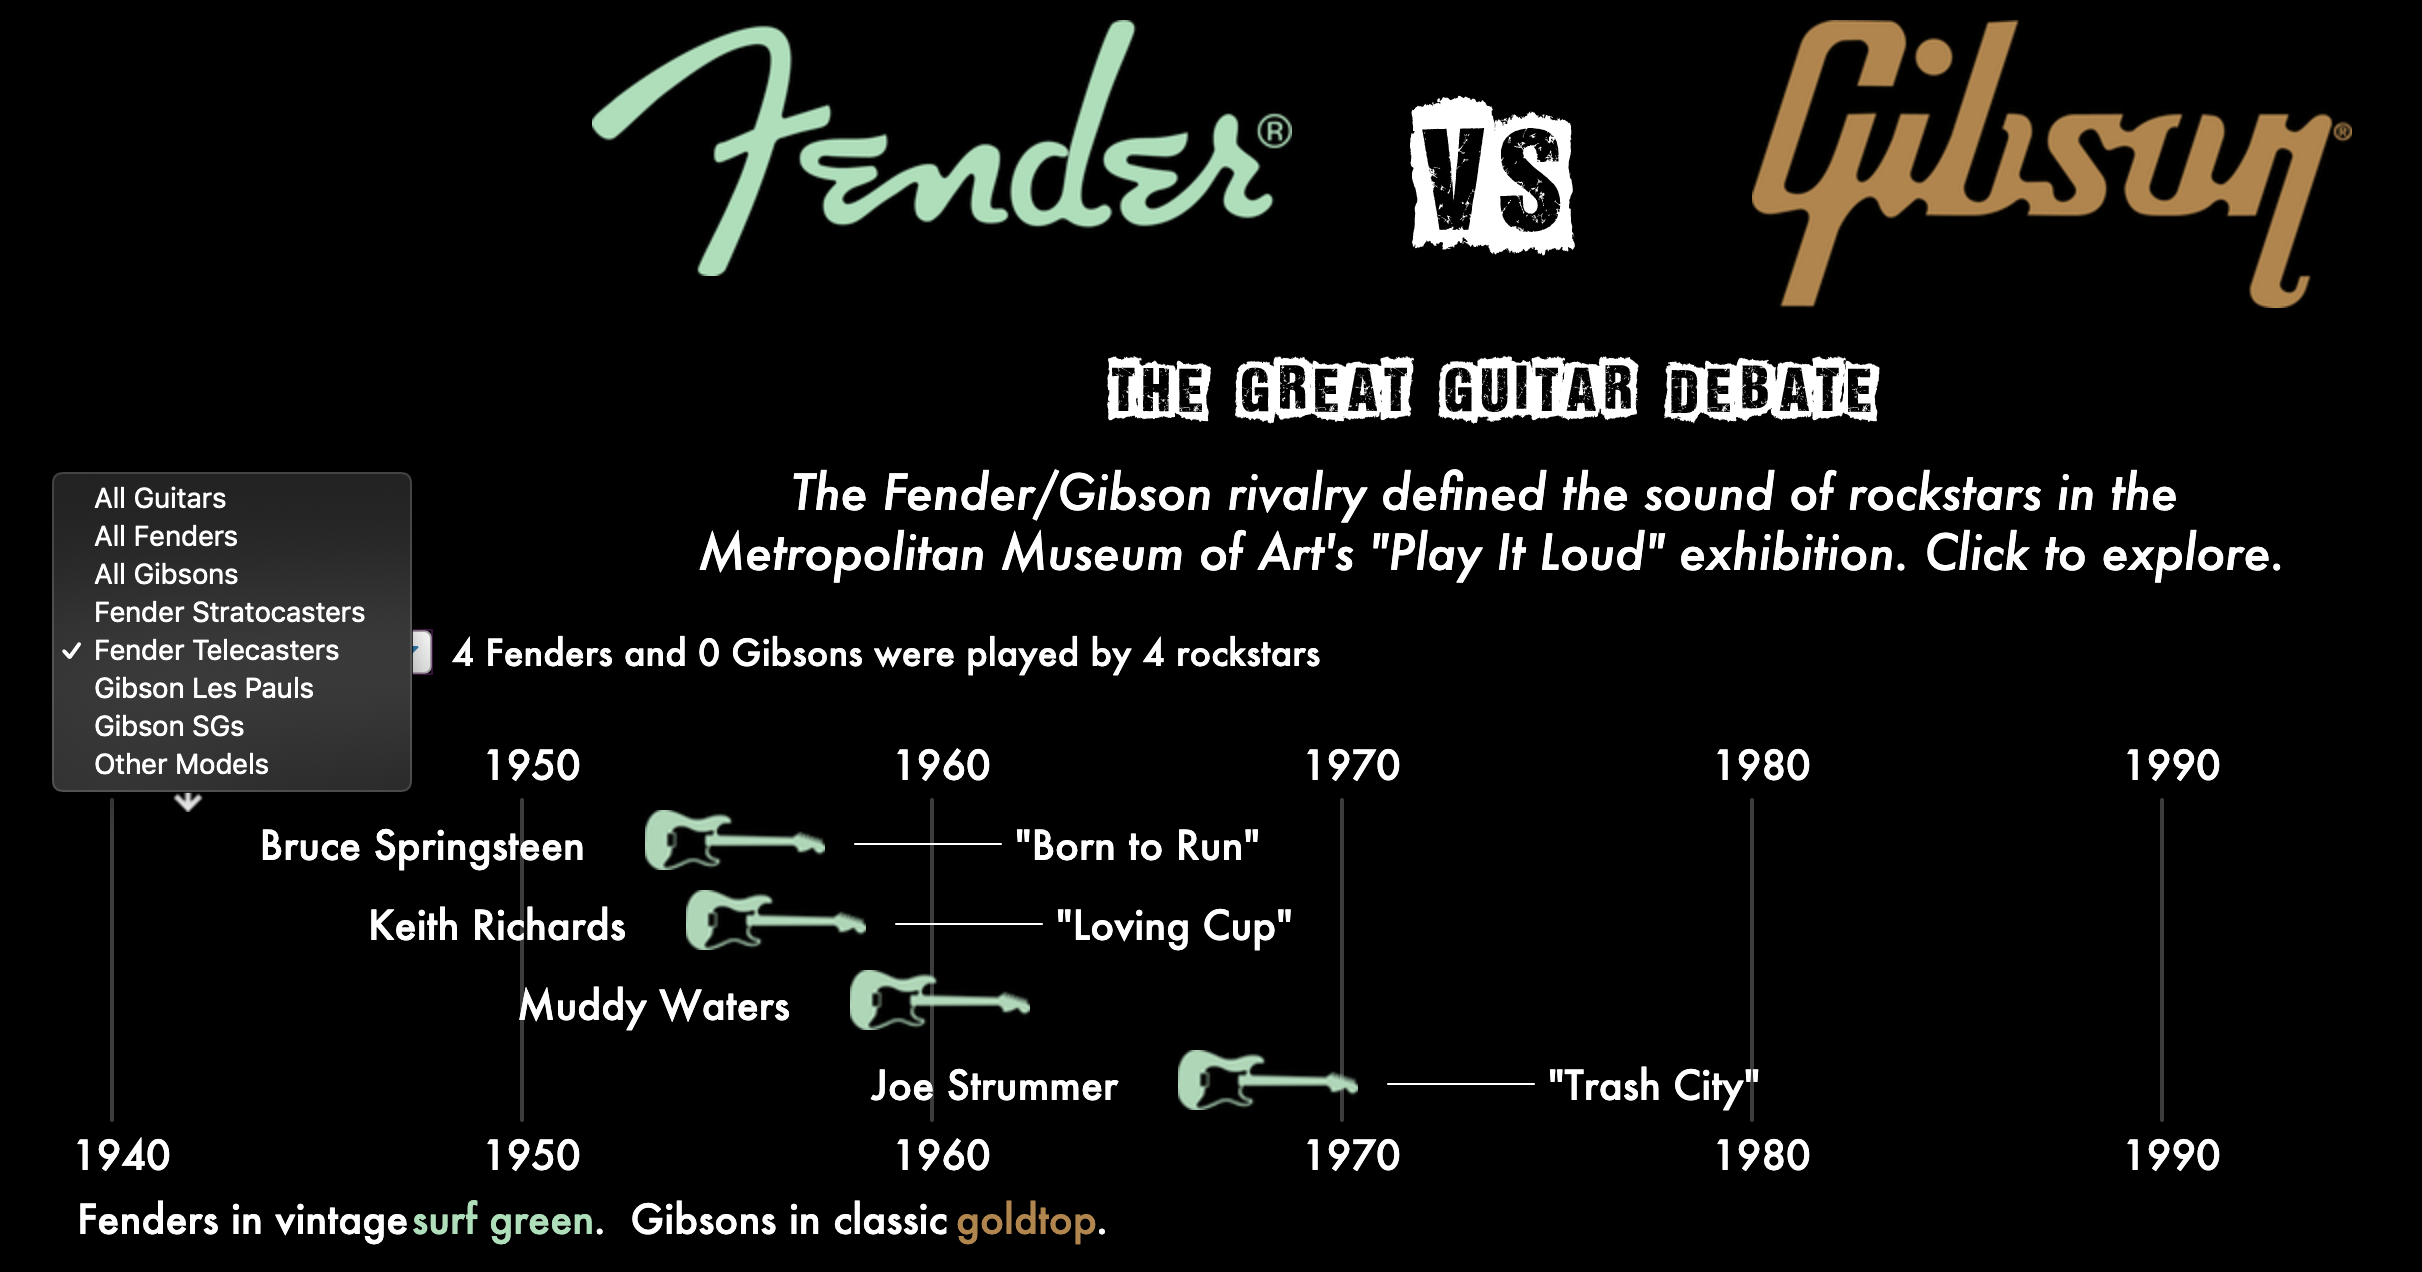 Fender®
VS
Gibson®
THE GREAT GUITAR DEBATE
The Fender/Gibson rivalry defined the sound of rockstars in the
Metropolitan Museum of Art's "Play It Loud" exhibition. Click to explore.
All Guitars
All Fenders
All Gibsons
Fender Stratocasters
✓ Fender Telecasters
Gibson Les Pauls
Gibson SGs
Other Models
4 Fenders and 0 Gibsons were played by 4 rockstars
1950 1960 1970 1980 1990
Bruce Springsteen "Born to Run"
Keith Richards "Loving Cup"
Muddy Waters
Joe Strummer "Trash City"
1940 1950 1960 1970 1980 1990
Fenders in vintage surf green. Gibsons in classic goldtop.